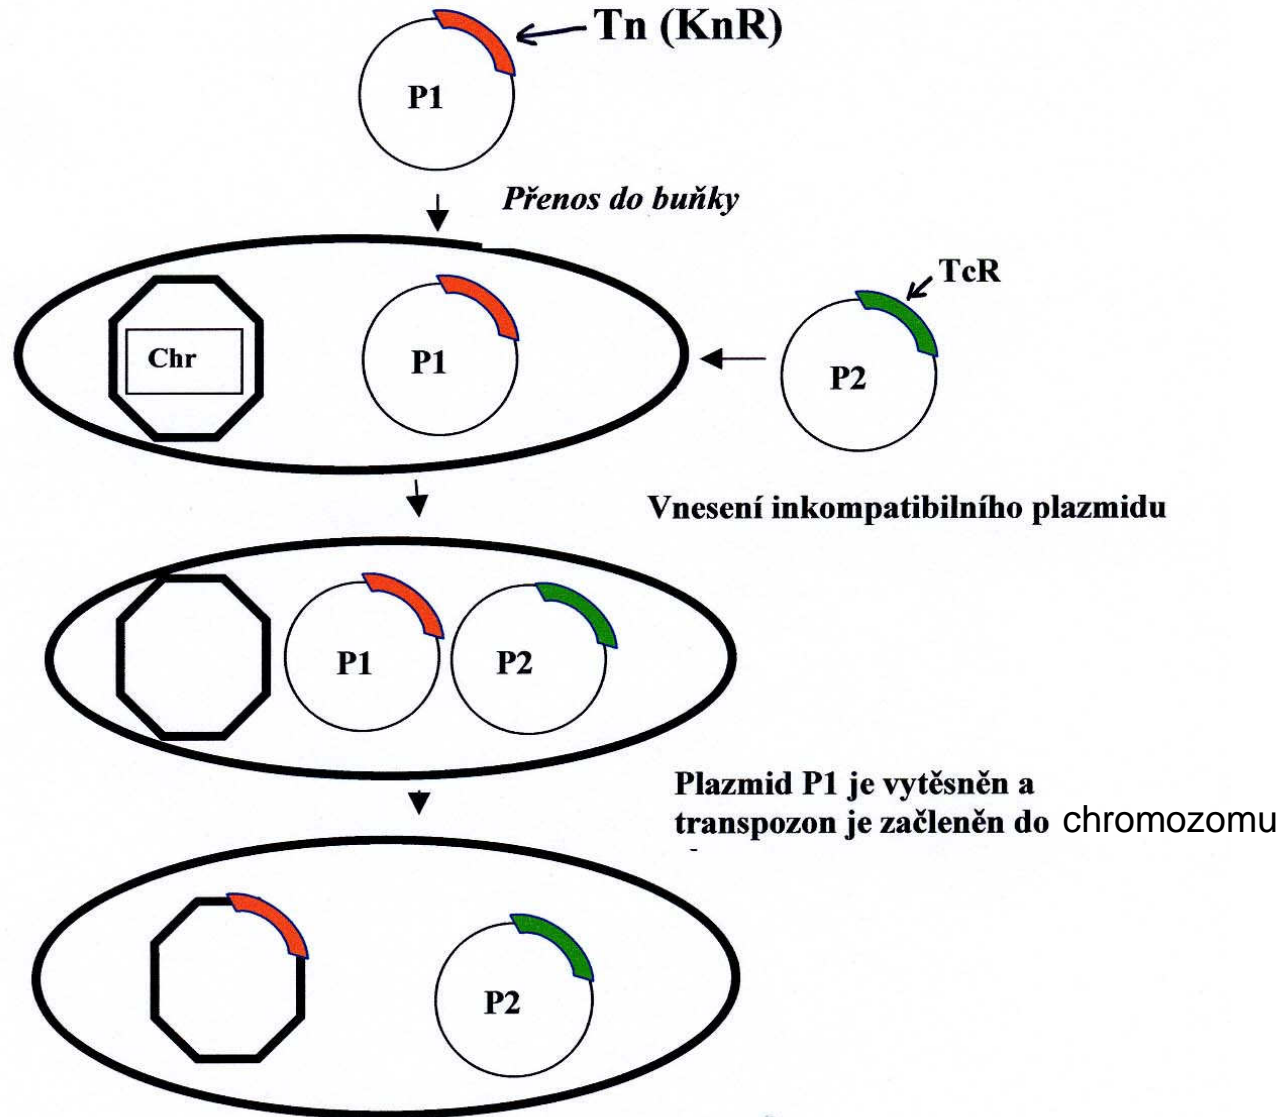 Tn (KnR)
P1
Přenos do buňky
TcR
Chr
P1
P2
Vnesení inkompatibilního plazmidu
P1
P2
Plazmid P1 je vytěsněn a
transpozon je začleněn do chromozomu
P2